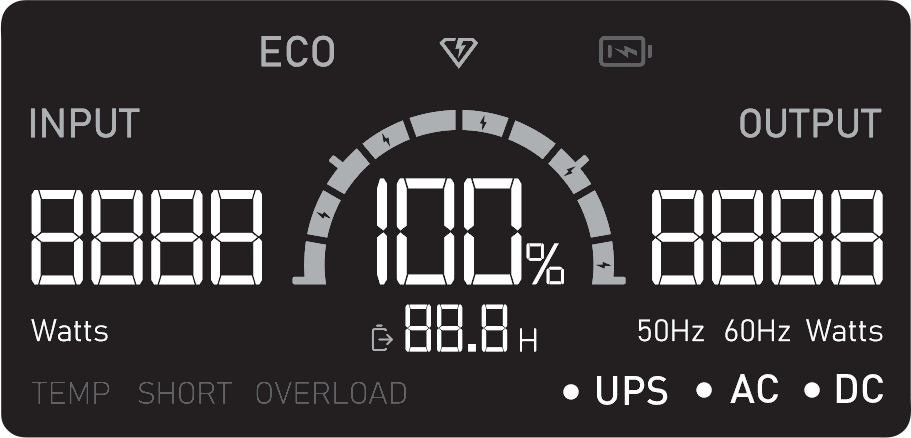 ECO
INPUT OUTPUT
8888 100% 8888
Watts 88.8 H 50Hz 60Hz Watts
TEMP SHORT OVERLOAD • UPS • AC • DC